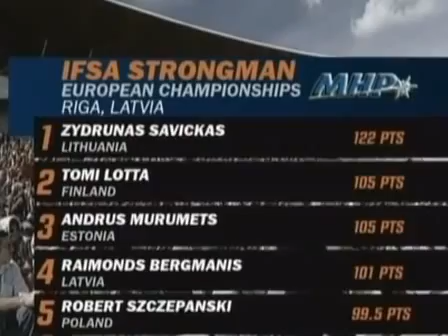 IFSA STRONGMAN
EUROPEAN CHAMPIONSHIPS
RIGA, LATVIA
MHP
1 ZYDRUNAS SAVICKAS 122 PTS
LITHUANIA
2 TOMI LOTTA 105 PTS
FINLAND
3 ANDRUS MURUMETS 105 PTS
ESTONIA
4 RAIMONDS BERGMANIS 101 PTS
LATVIA
5 ROBERT SZCZEPANSKI 99.5 PTS
POLAND